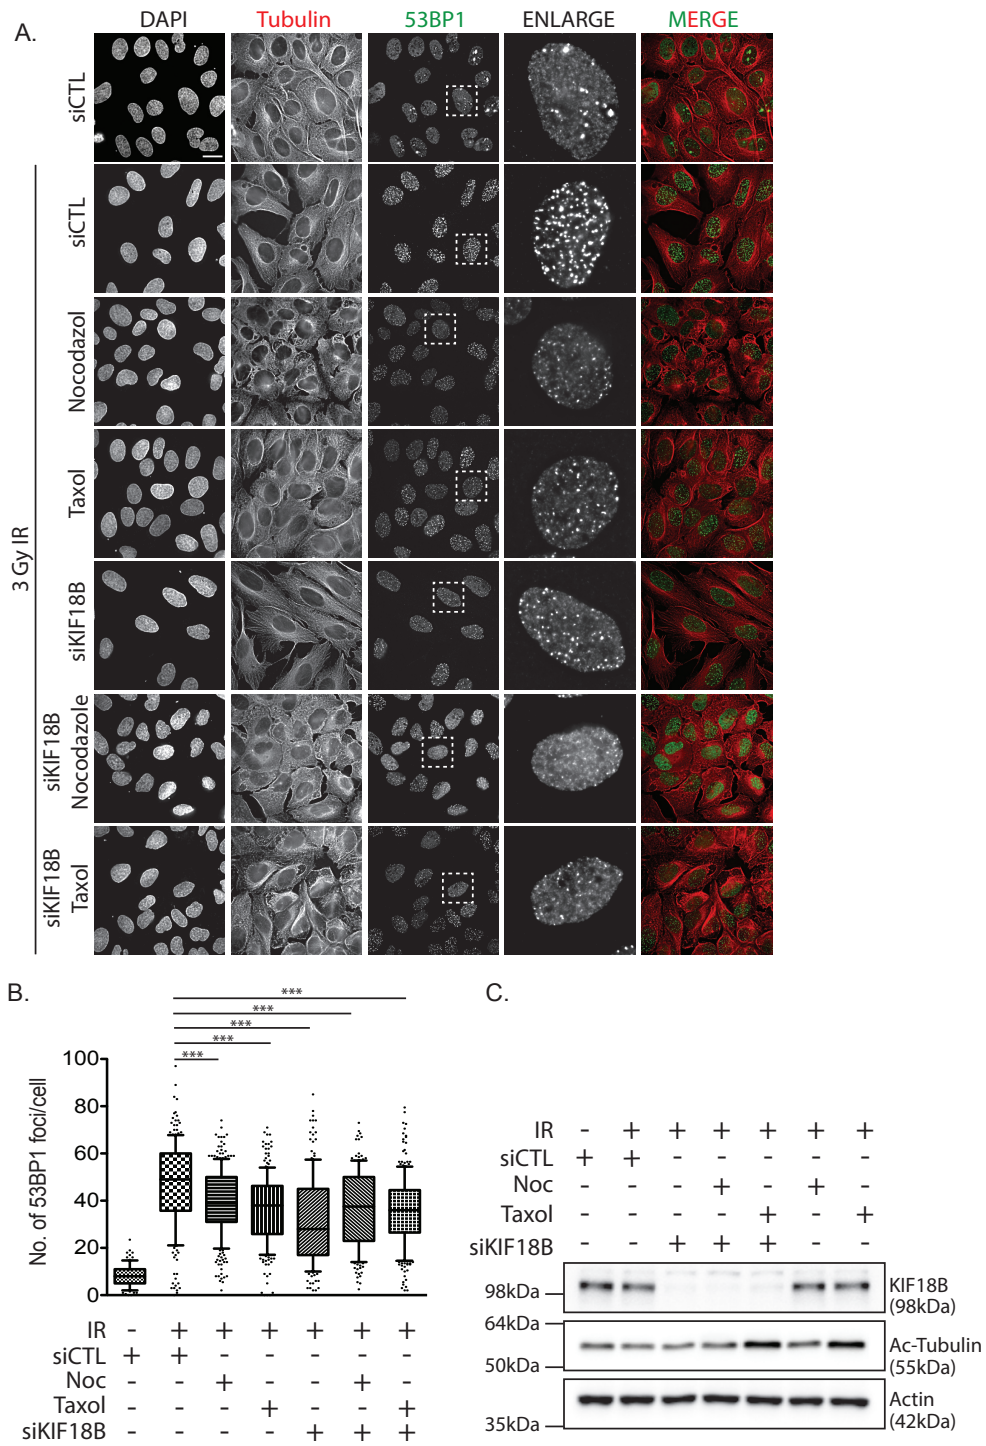 A.
DAPI Tubulin 53BP1 ENLARGE MERGE
siCTL
3 Gy IR
siCTL
Nocodazol
Taxol
siKIF18B
siKIF18B
Nocodazole
siKIF18B
Taxol
B.
***
***
***
***
***
No. of 53BP1 foci/cell
100
80
60
40
20
0
IR - + + + + + +
siCTL + + - - - - -
Noc - - + - - + -
Taxol - - - + - - +
siKIF18B - - - - + + +
C.
IR - + + + + + +
siCTL + + - - - - -
Noc - - - + - + -
Taxol - - - - + - +
siKIF18B - - + + + - -
98kDa
KIF18B
(98kDa)
64kDa
50kDa
Ac-Tubulin
(55kDa)
35kDa
Actin
(42kDa)